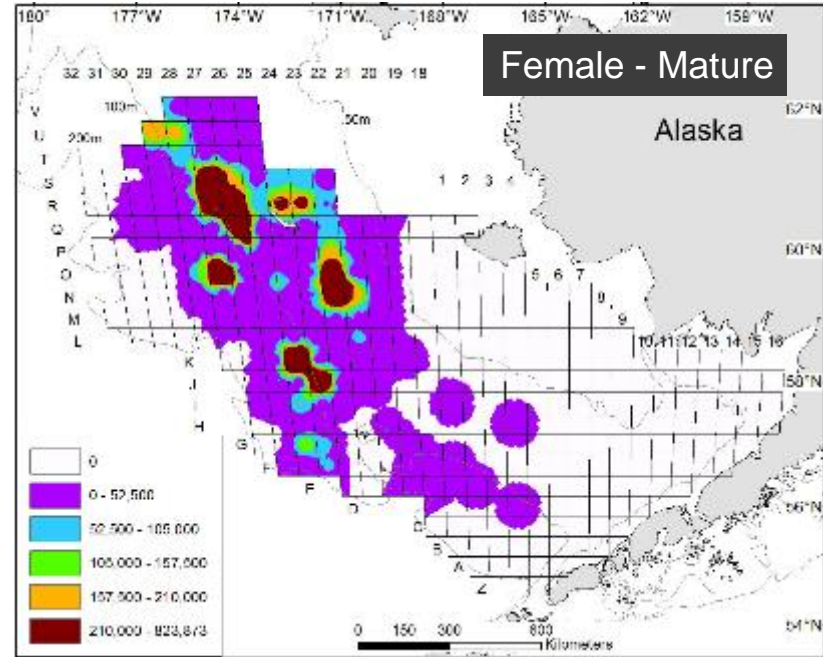 180° 177°W 174°W 171°W 168°W 165°W 162°W 159°W
Female - Mature
32 31 30 29 28 27 26 25 24 23 22 21 20 19 18
100m
50m
62°N
V
U
200m
Alaska
T
S
1 2 3 4
R
Q
P
60°N
O
5 6 7
N
8
M
9
L
10 11 12 13 14 15 16
K
58°N
J
I
H
G
F
E
D
56°N
C
B
A
Z
0
0 - 52,500
52,500 - 105,000
105,000 - 157,500
157,500 - 210,000
210,000 - 823,873
54°N
0 150 300 600
Kilometers